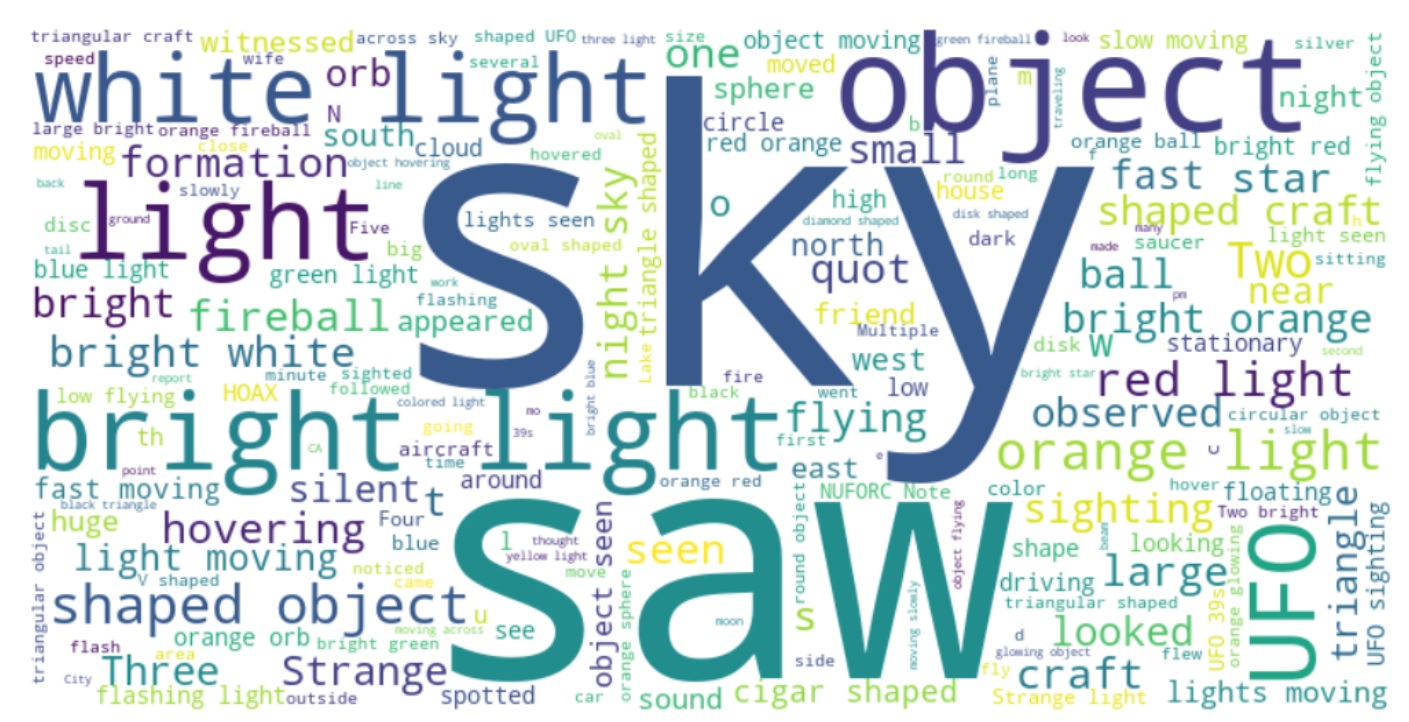 triangular craft
witnessed
across sky
shaped UFO
three light
size
object moving
green fireball
look
slow moving
silver
speed
wife
several
one
moved
object
white light
orb
sphere
plane
m
traveling
night
flying object
N
large bright
orange fireball
south
circle
b
orange ball
bright red
moving
close
cloud
oval
red orange
small
f
formation
object hovering
hovered
sky
round
long
fast
star
back
slowly
line
night sky
Lake
triangle shaped
o
high
house
shaped craft
h
light
ground
Five
lights seen
diamond shaped
disk shaped
disc
big
oval shaped
north
dark
many
made
saucer
light seen
tail
blue light
green light
work
quot
ball
Two
sitting
bright
flashing
pm
near
fireball
appeared
friend
Multiple
bright orange
bright white
west
disk
W
stationary
second
report
minute
sighted
bright blue
fire
bright star
red light
low flying
HOAX
followed
black
went
low
colored light
observed
circular object
bright light
mo
flying
slow
th
going
39s
first
CA
aircraft
orange light
c
time
east
e
point
fast moving
silent
t
around
orange red
NUFORC Note
color
hover
floating
black triangle
huge
Four
saw
sighting
Two bright
triangle
hovering
blue
object seen
l
thought
seen
round object
object flying
shape
beam
looking
UFO
UFO sighting
triangular object
light moving
yellow light
V shaped
noticed
move
driving
large
orange glowing
came
shaped object
u
orange sphere
moon
s
moving slowly
triangular shaped
UFO 39s
orange orb
bright green
moving across
see
d
looked
flash
area
glowing object
flew
Three
Strange
side
fly
craft
City
flashing light
outside
spotted
car
sound
cigar shaped
Strange light
lights moving